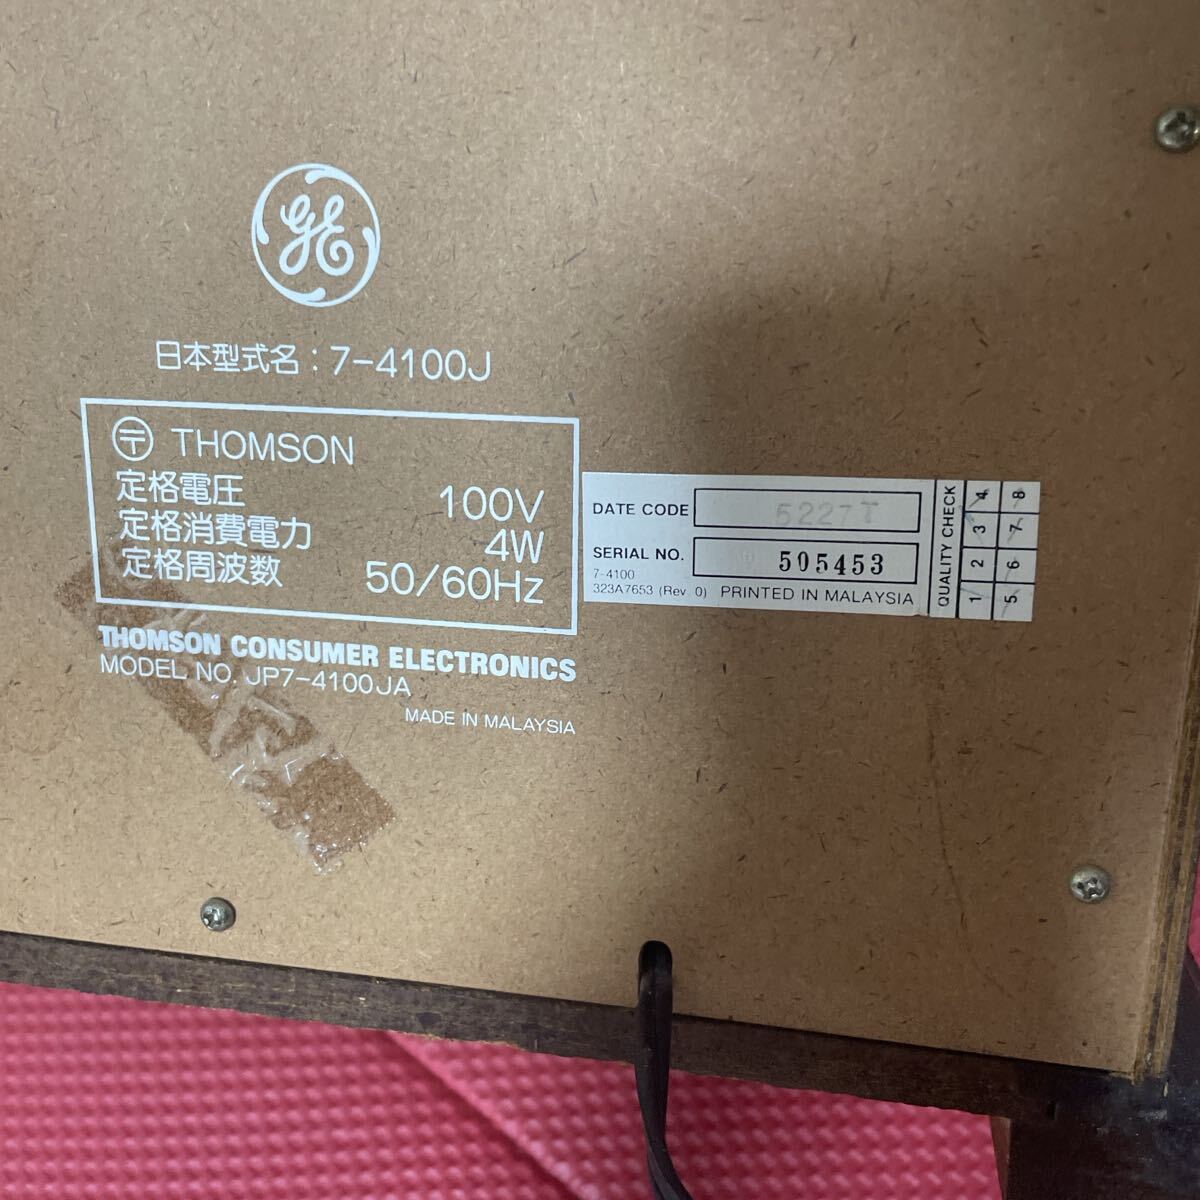 GE
日本型式名：7-4100J
〒 THOMSON
定格電圧 100V
定格消費電力 4W
定格周波数 50/60Hz
THOMSON CONSUMER ELECTRONICS
MODEL NO. JP7-4100JA
MADE IN MALAYSIA
DATE CODE 5227T
SERIAL NO. 505453
7-4100
323A7653 (Rev. 0) PRINTED IN MALAYSIA
QUALITY CHECK
1 2 3 4
5 6 7 8